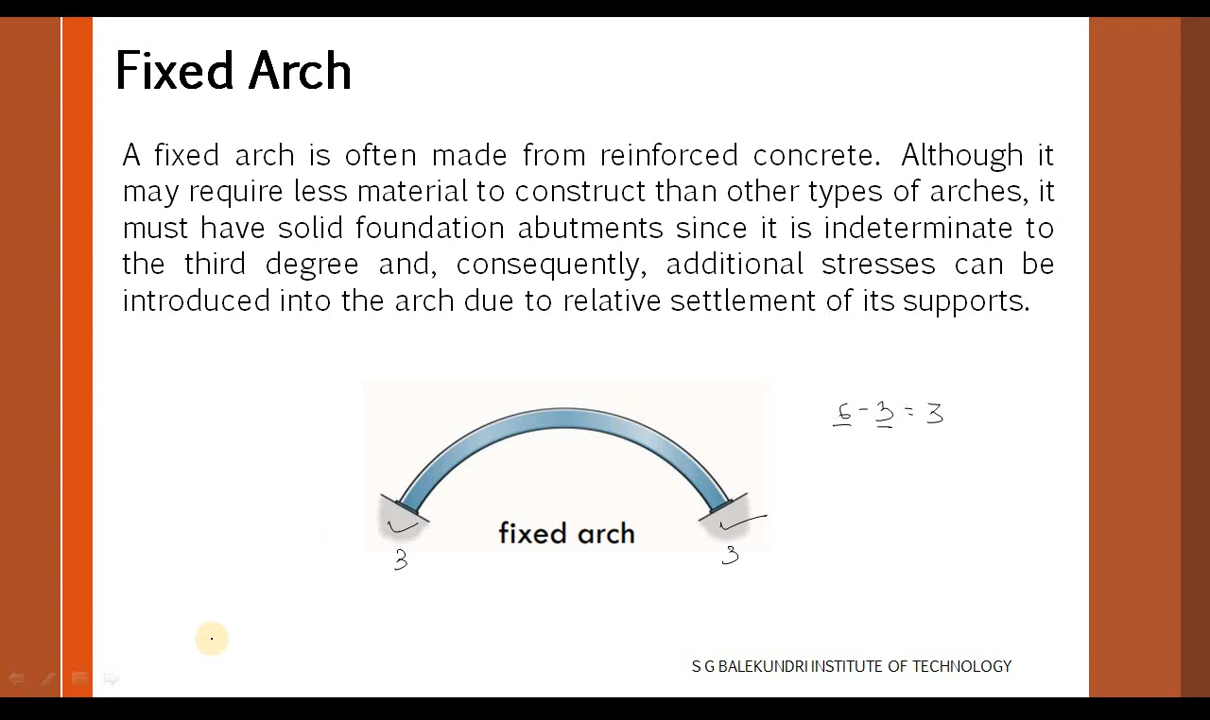 Fixed Arch
A fixed arch is often made from reinforced concrete. Although it
may require less material to construct than other types of arches, it
must have solid foundation abutments since it is indeterminate to
the third degree and, consequently, additional stresses can be
introduced into the arch due to relative settlement of its supports.
6 - 3 = 3
fixed arch
3
3
S G BALEKUNDRI INSTITUTE OF TECHNOLOGY